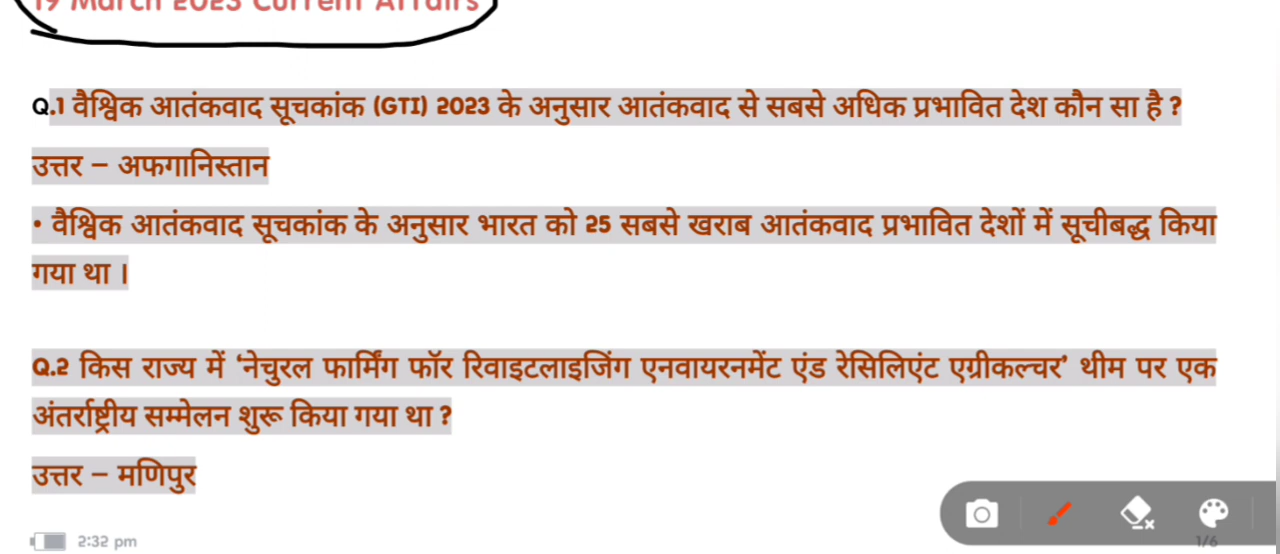 19 March 2023 Current Affairs
Q.1 वैश्विक आतंकवाद सूचकांक (GTI) 2023 के अनुसार आतंकवाद से सबसे अधिक प्रभावित देश कौन सा है ?
उत्तर – अफगानिस्तान
• वैश्विक आतंकवाद सूचकांक के अनुसार भारत को 25 सबसे खराब आतंकवाद प्रभावित देशों में सूचीबद्ध किया
गया था ।
Q.2 किस राज्य में ‘नेचुरल फार्मिंग फॉर रिवाइटलाइजिंग एनवायरनमेंट एंड रेसिलिएंट एग्रीकल्चर’ थीम पर एक
अंतर्राष्ट्रीय सम्मेलन शुरू किया गया था ?
उत्तर – मणिपुर
2:32 pm
1/6